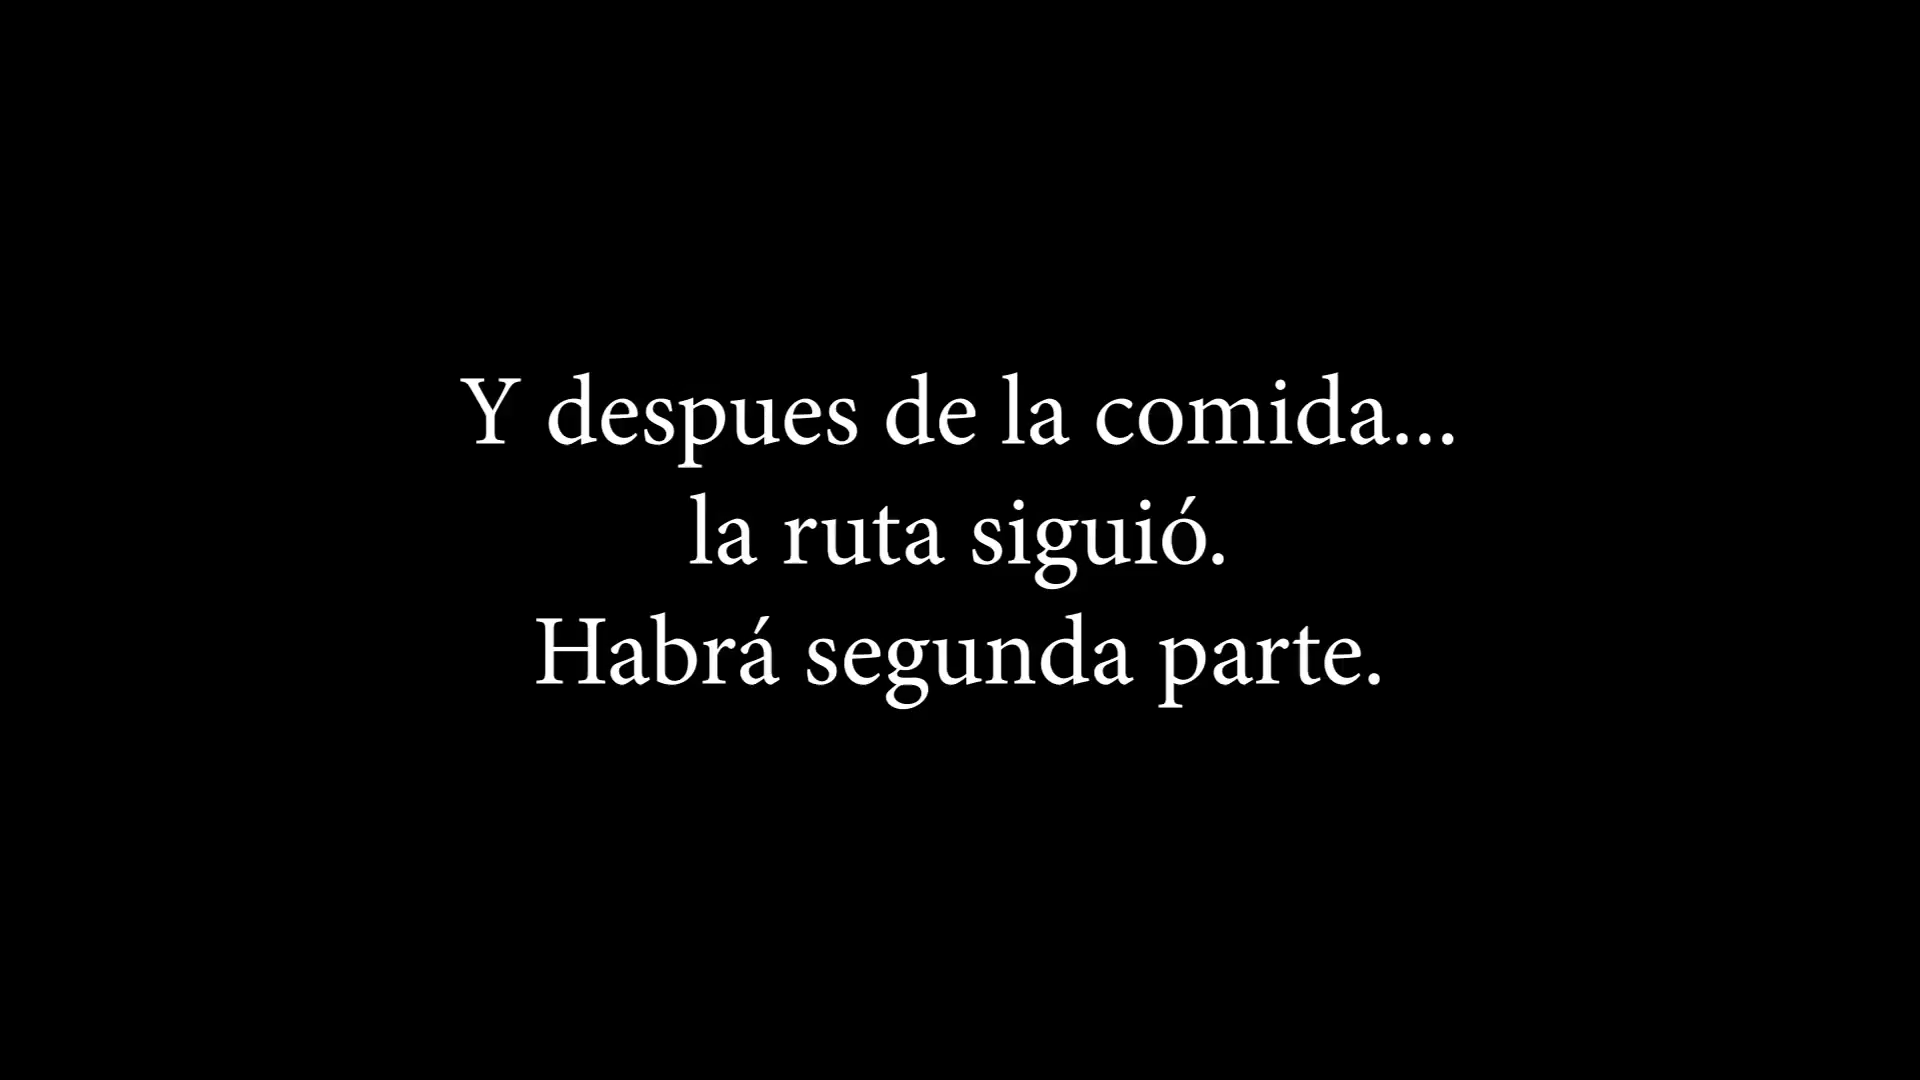 Y despues de la comida...
la ruta siguió.
Habrá segunda parte.